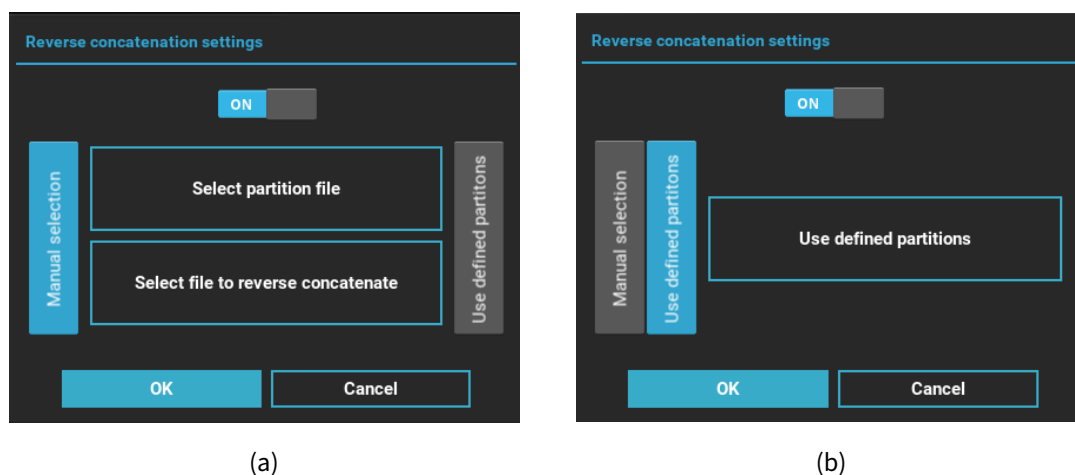 Reverse concatenation settings
ON
Manual selection
Select partition file
Select file to reverse concatenate
Use defined partitons
OK
Cancel
(a)
Reverse concatenation settings
ON
Manual selection
Use defined partitons
Use defined partitions
OK
Cancel
(b)